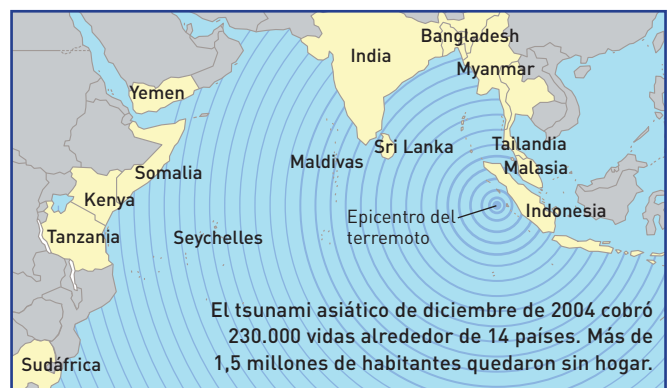 Bangladesh
India
Myanmar
Yemen
Sri Lanka
Tailandia
Maldivas
Malasia
Somalia
Kenya
Epicentro del
terremoto
Indonesia
Tanzania
Seychelles
El tsunami asiático de diciembre de 2004 cobró
230.000 vidas alrededor de 14 países. Más de
1,5 millones de habitantes quedaron sin hogar.
Sudáfrica